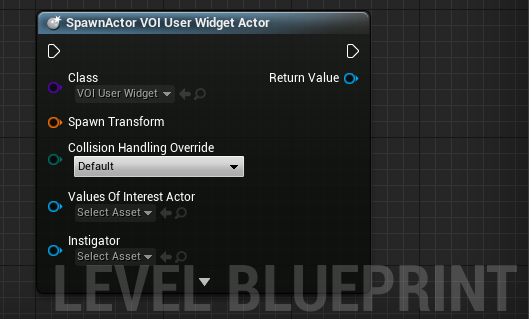 SpawnActor VOI User Widget Actor
Class
Return Value
VOI User Widget
Spawn Transform
Collision Handling Override
Default
Values Of Interest Actor
Select Asset
Instigator
Select Asset
LEVEL BLUEPRINT